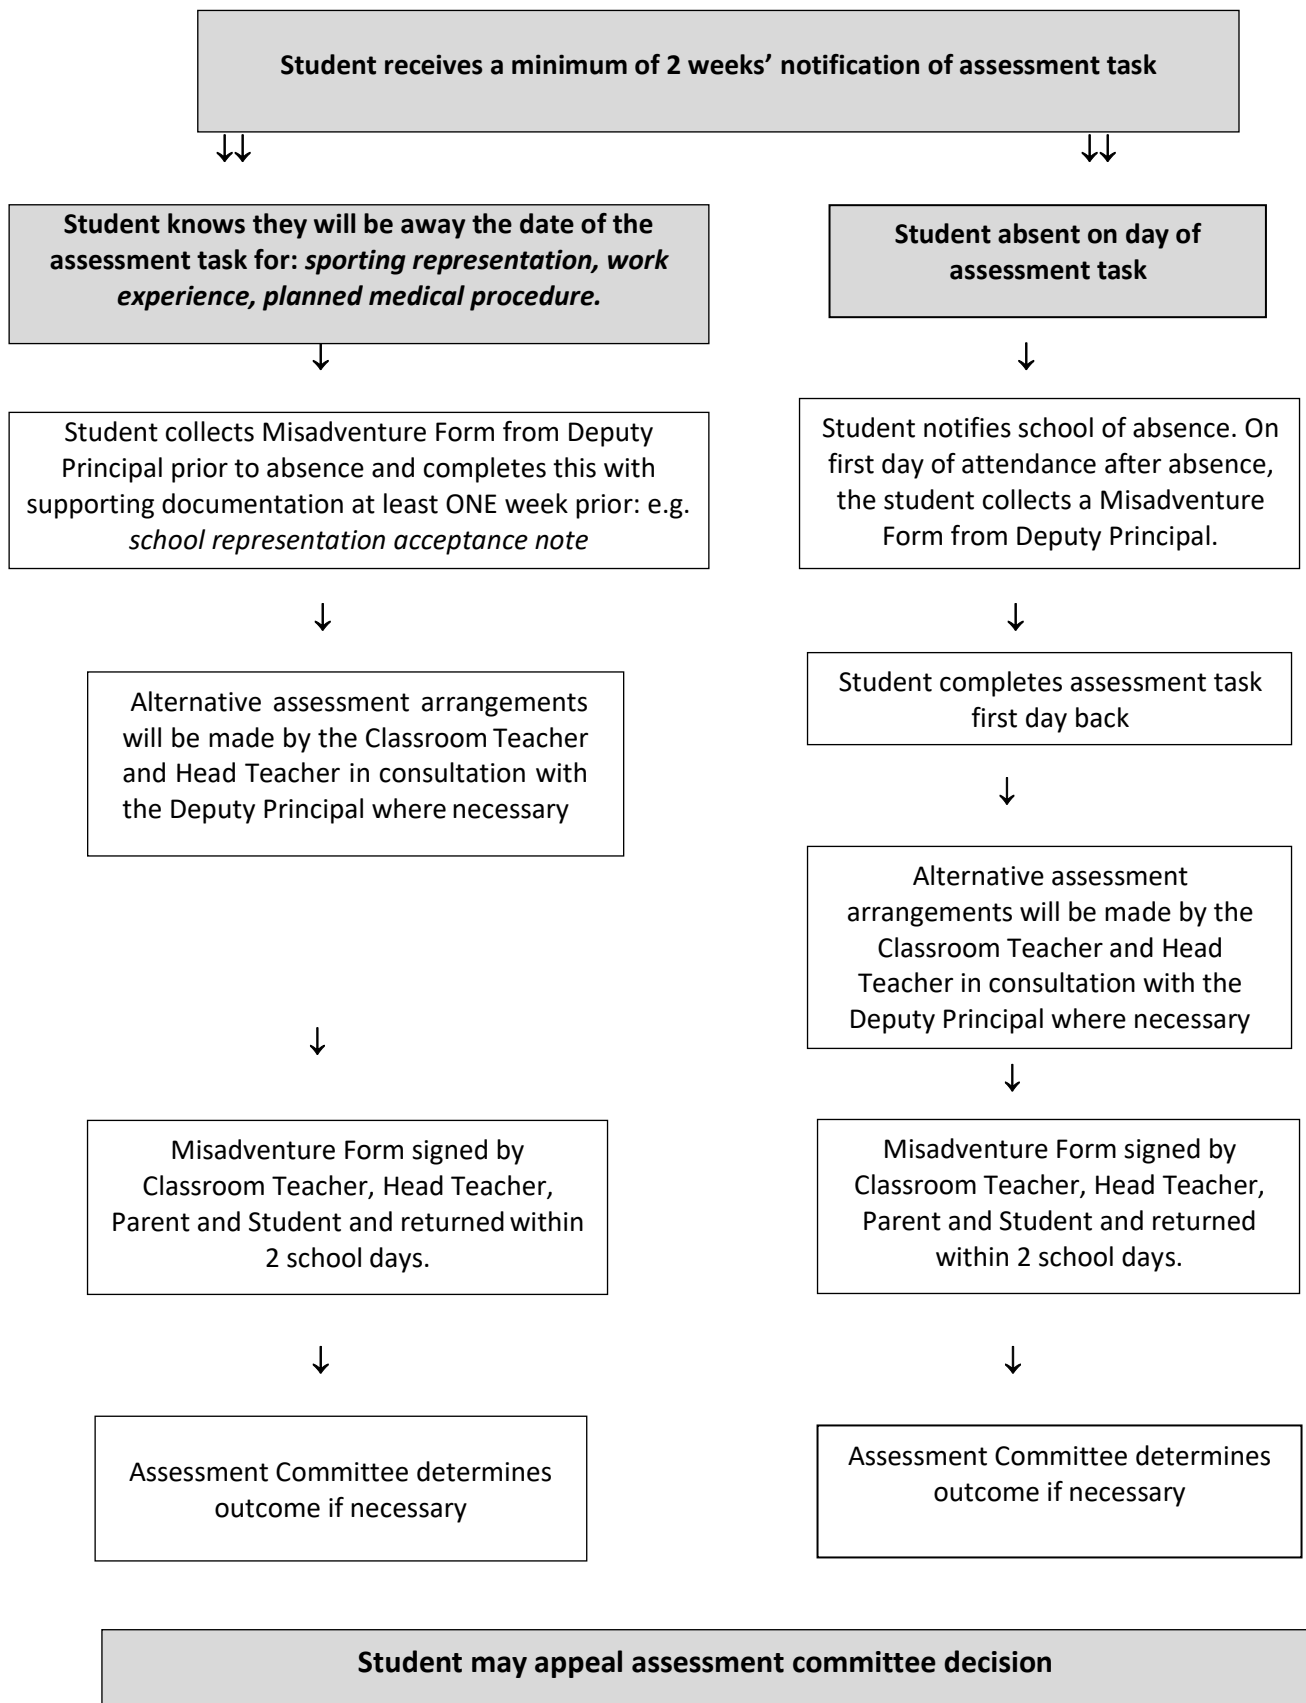 Student receives a minimum of 2 weeks’ notification of assessment task
↓↓
↓↓
Student knows they will be away the date of the
assessment task for: sporting representation, work
experience, planned medical procedure.
↓
Student collects Misadventure Form from Deputy
Principal prior to absence and completes this with
supporting documentation at least ONE week prior: e.g.
school representation acceptance note
↓
Alternative assessment arrangements
will be made by the Classroom Teacher
and Head Teacher in consultation with
the Deputy Principal where necessary
↓
Misadventure Form signed by
Classroom Teacher, Head Teacher,
Parent and Student and returned within
2 school days.
↓
Assessment Committee determines
outcome if necessary
Student absent on day of
assessment task
↓
Student notifies school of absence. On
first day of attendance after absence,
the student collects a Misadventure
Form from Deputy Principal.
↓
Student completes assessment task
first day back
↓
Alternative assessment
arrangements will be made by the
Classroom Teacher and Head
Teacher in consultation with the
Deputy Principal where necessary
↓
Misadventure Form signed by
Classroom Teacher, Head Teacher,
Parent and Student and returned
within 2 school days.
↓
Assessment Committee determines
outcome if necessary
Student may appeal assessment committee decision